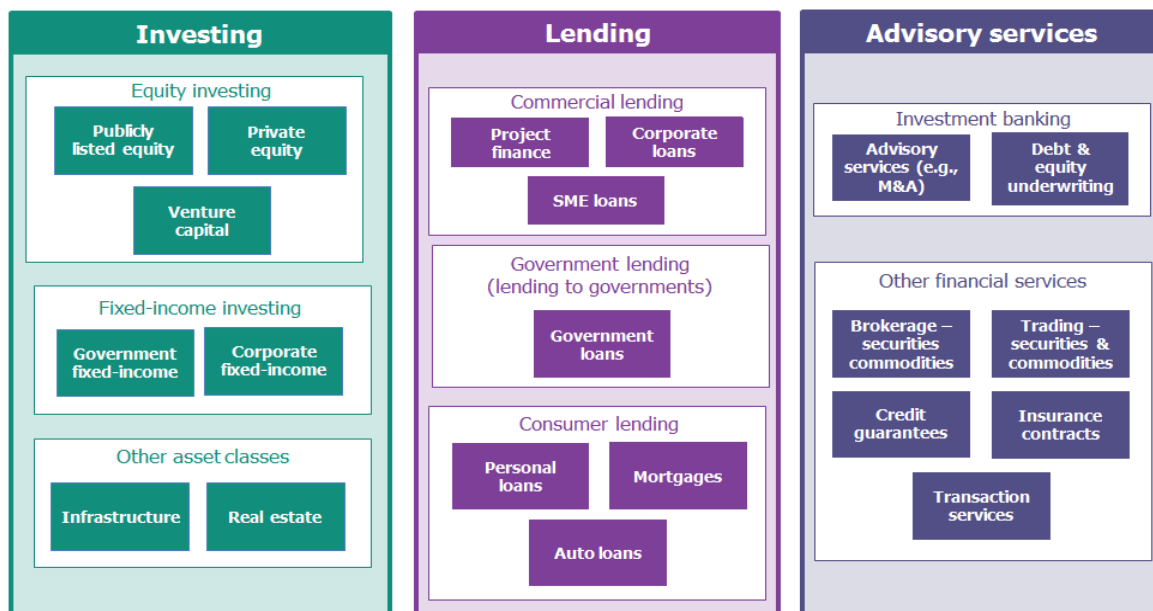 Investing
Equity investing
Publicly
listed equity
Private
equity
Venture
capital
Fixed-income investing
Government
fixed-income
Corporate
fixed-income
Other asset classes
Infrastructure
Real estate
Lending
Commercial lending
Project
finance
Corporate
loans
SME loans
Government lending
(lending to governments)
Government
loans
Consumer lending
Personal
loans
Mortgages
Auto loans
Advisory services
Investment banking
Advisory
services (e.g.,
M&A)
Debt &
equity
underwriting
Other financial services
Brokerage –
securities
commodities
Trading –
securities &
commodities
Credit
guarantees
Insurance
contracts
Transaction
services